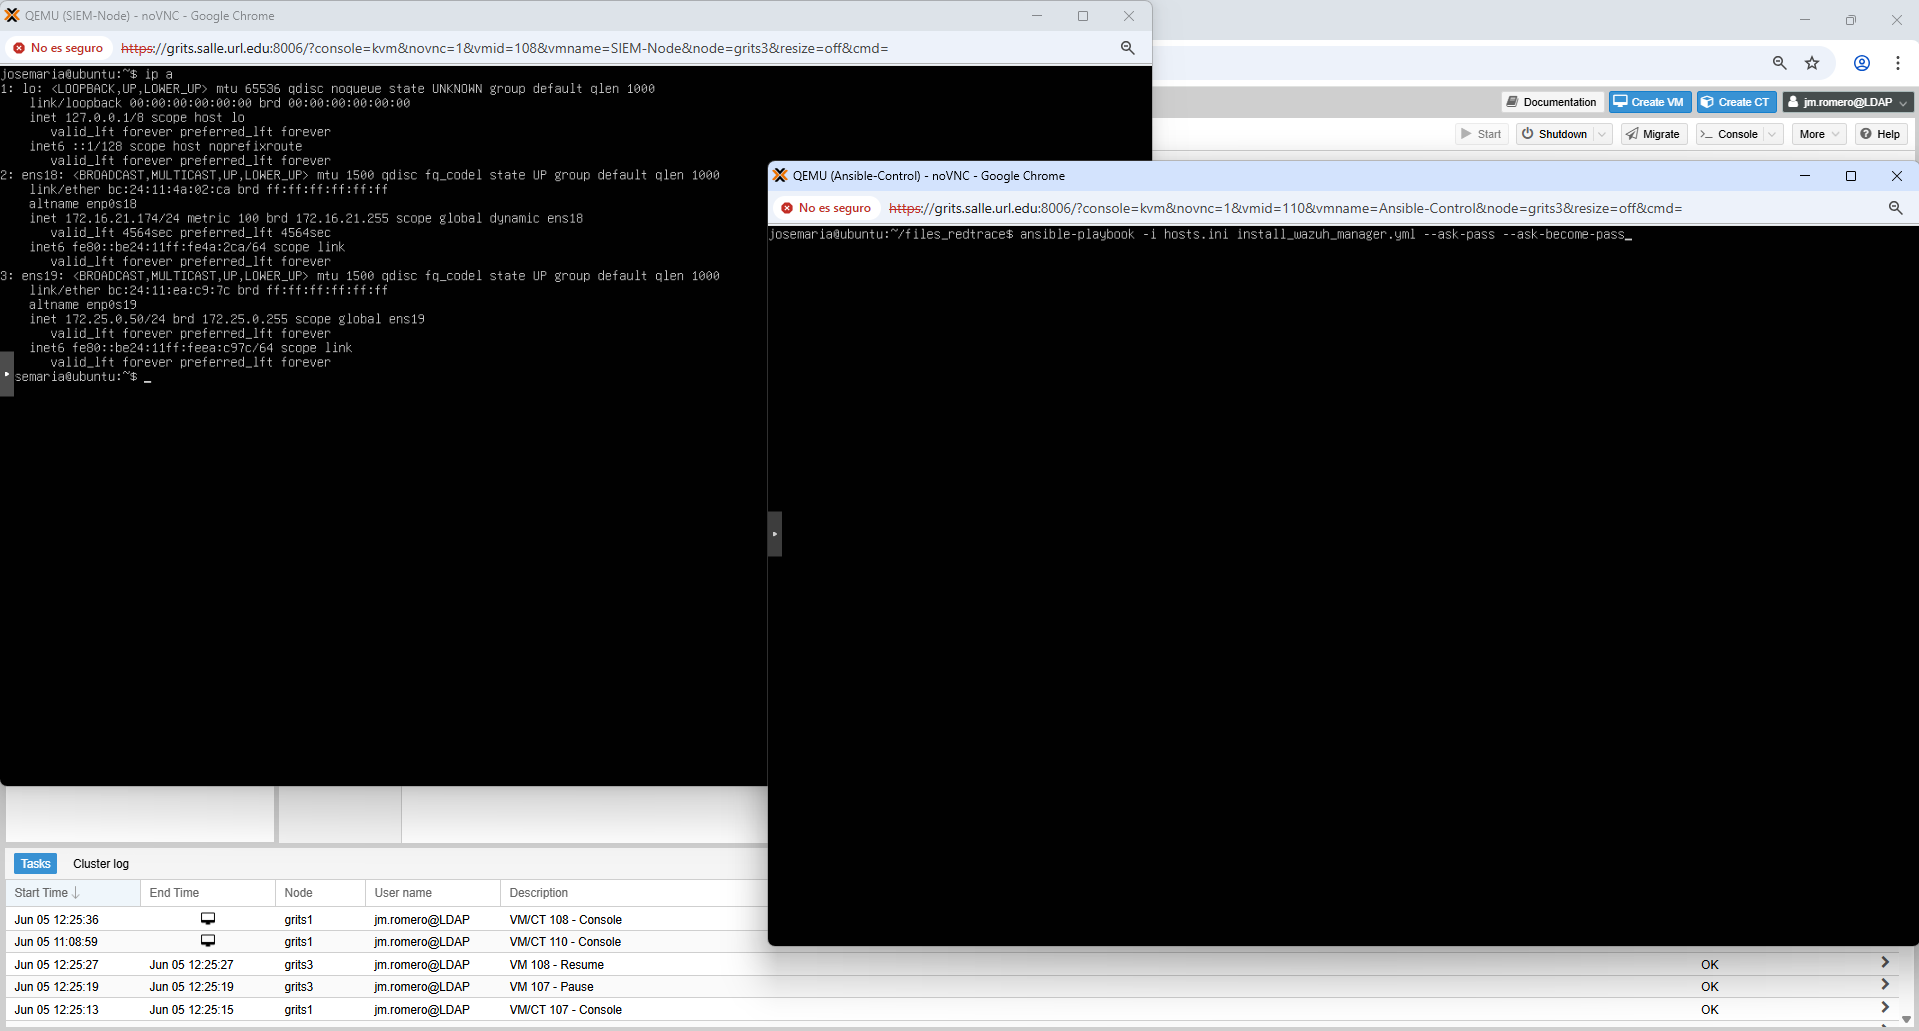 QEMU (SIEM-Node) - noVNC - Google Chrome
No es seguro
https://grits.salle.url.edu:8006/?console=kvm&novnc=1&vmid=108&vmname=SIEM-Node&node=grits3&resize=off&cmd=
josemaria@ubuntu:~$ ip a
1: lo: <LOOPBACK,UP,LOWER_UP> mtu 65536 qdisc noqueue state UNKNOWN group default qlen 1000
link/loopback 00:00:00:00:00:00 brd 00:00:00:00:00:00
inet 127.0.0.1/8 scope host lo
valid_lft forever preferred_lft forever
inet6 ::1/128 scope host noprefixroute
valid_lft forever preferred_lft forever
2: ens18: <BROADCAST,MULTICAST,UP,LOWER_UP> mtu 1500 qdisc fq_codel state UP group default qlen 1000
link/ether bc:24:11:4a:02:ca brd ff:ff:ff:ff:ff:ff
altname enp0s18
inet 172.16.21.174/24 metric 100 brd 172.16.21.255 scope global dynamic ens18
valid_lft 4564sec preferred_lft 4564sec
inet6 fe80::be24:11ff:fe4a:2ca/64 scope link
valid_lft forever preferred_lft forever
3: ens19: <BROADCAST,MULTICAST,UP,LOWER_UP> mtu 1500 qdisc fq_codel state UP group default qlen 1000
link/ether bc:24:11:ea:c9:7c brd ff:ff:ff:ff:ff:ff
altname enp0s19
inet 172.25.0.50/24 brd 172.25.0.255 scope global ens19
valid_lft forever preferred_lft forever
inet6 fe80::be24:11ff:feea:c97c/64 scope link
valid_lft forever preferred_lft forever
semaria@ubuntu:~$ _
Documentation
Create VM
Create CT
jm.romero@LDAP
Start
Shutdown
Migrate
Console
More
Help
QEMU (Ansible-Control) - noVNC - Google Chrome
No es seguro
https://grits.salle.url.edu:8006/?console=kvm&novnc=1&vmid=110&vmname=Ansible-Control&node=grits3&resize=off&cmd=
josemaria@ubuntu:~/files_redtrace$ ansible-playbook -i hosts.ini install_wazuh_manager.yml --ask-pass --ask-become-pass_
Tasks Cluster log
Start Time End Time Node User name Description
Jun 05 12:25:36 grits1 jm.romero@LDAP VM/CT 108 - Console
Jun 05 11:08:59 grits1 jm.romero@LDAP VM/CT 110 - Console
Jun 05 12:25:27 Jun 05 12:25:27 grits3 jm.romero@LDAP VM 108 - Resume OK
Jun 05 12:25:19 Jun 05 12:25:19 grits3 jm.romero@LDAP VM 107 - Pause OK
Jun 05 12:25:13 Jun 05 12:25:15 grits1 jm.romero@LDAP VM/CT 107 - Console OK